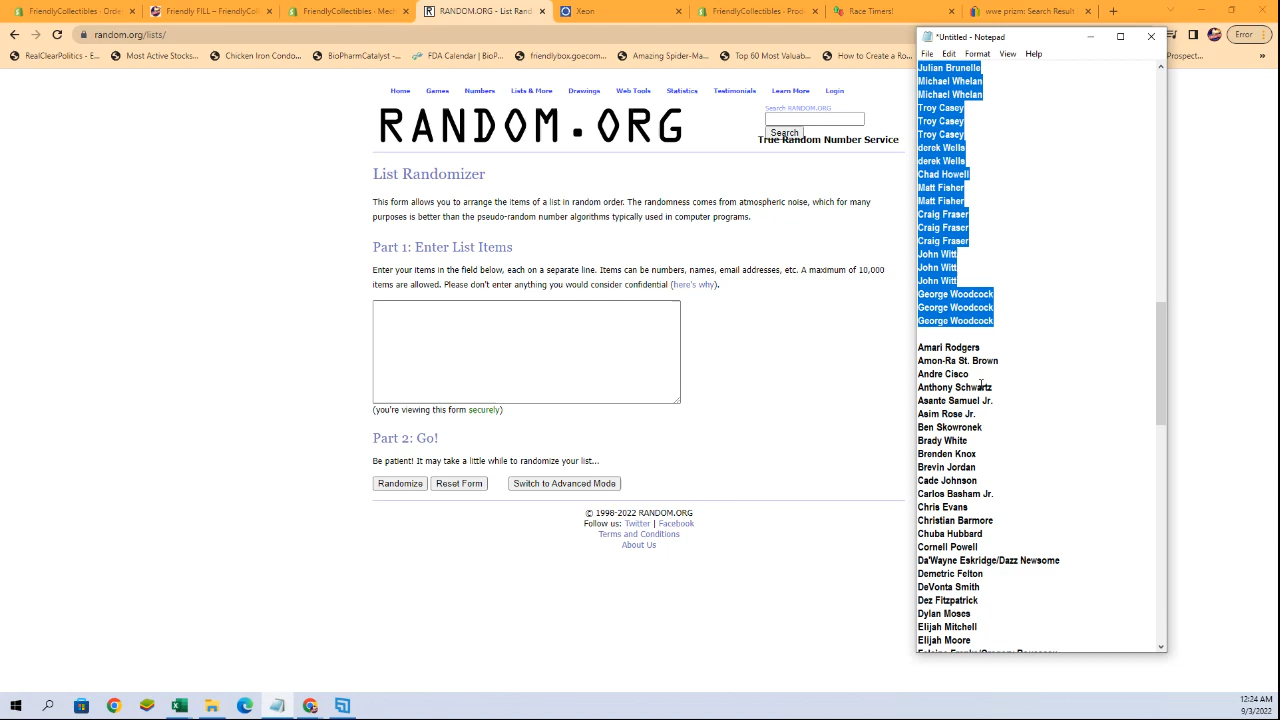 FriendlyCollectibles · Orders
Friendly FILL – FriendlyColl
FriendlyCollectibles – Mec
RANDOM.ORG - List Rand
Xeon
FriendlyCollectibles · Prod
Race Timers!
wwe prizm: Search Result
random.org/lists/
Error
RealClearPolitics - E...
Most Active Stocks...
BioPharmCatalyst -...
FDA Calendar | BioP...
friendlybox.freshdes...
Amazing Spider-Ma...
Top 60 Most Valuab...
How to Create a Ro...
Prospect...
*Untitled - Notepad
File Edit Format View Help
Home Games Numbers Lists & More Drawings Web Tools Statistics Testimonials Learn More Login
RANDOM.ORG
Search RANDOM.ORG
Search
True Random Number Service
List Randomizer
This form allows you to arrange the items of a list in random order. The randomness comes from atmospheric noise, which for many
purposes is better than the pseudo-random number algorithms typically used in computer programs.
Part 1: Enter List Items
Enter your items in the field below, each on a separate line. Items can be numbers, names, email addresses, etc. A maximum of 10,000
items are allowed. Please don't enter anything you would consider confidential (here's why).
(you're viewing this form securely)
Part 2: Go!
Be patient! It may take a little while to randomize your list...
Randomize Reset Form Switch to Advanced Mode
© 1998-2022 RANDOM.ORG
Follow us: Twitter | Facebook
Terms and Conditions
About Us
Julian Brunelle
Michael Whelan
Michael Whelan
Troy Casey
Troy Casey
Troy Casey
derek Wells
derek Wells
Chad Howell
Matt Fisher
Matt Fisher
Craig Fraser
Craig Fraser
Craig Fraser
John Witt
John Witt
John Witt
George Woodcock
George Woodcock
George Woodcock
Amari Rodgers
Amon-Ra St. Brown
Andre Cisco
Anthony Schwartz
Asante Samuel Jr.
Asim Rose Jr.
Ben Skowronek
Brady White
Brenden Knox
Brevin Jordan
Cade Johnson
Carlos Basham Jr.
Chris Evans
Christian Barmore
Chuba Hubbard
Cornell Powell
Da'Wayne Eskridge/Dazz Newsome
Demetric Felton
DeVonta Smith
Dez Fitzpatrick
Dylan Moses
Elijah Mitchell
Elijah Moore
12:24 AM
9/3/2022